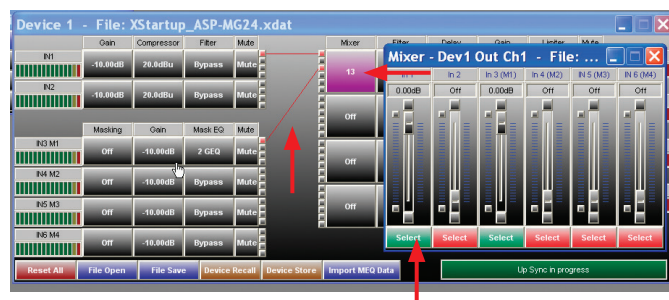 Device 1 - File: XStartup_ASP-MG24.xdat
Gain Compressor Filter Mute Mixer Filter Delay Gain Limiter Mute
IN1 -10.00dB 20.0dBu Bypass Mute 13
IN2 -10.00dB 20.0dBu Bypass Mute Off
Masking Gain Mask EQ Mute
IN3 M1 Off -10.00dB 2 GEQ Mute Off
IN4 M2 Off -10.00dB Bypass Mute Off
IN5 M3 Off -10.00dB Bypass Mute
IN6 M4 Off -10.00dB Bypass Mute
Mixer - Dev1 Out Ch1 - File: ...
In 1 In 2 In 3 (M1) In 4 (M2) IN 5 (M3) IN 6 (M4)
0.00dB Off 0.00dB Off Off Off
Select Select Select Select Select Select
Reset All File Open File Save Device Recall Device Store Import MEQ Data Up Sync in progress